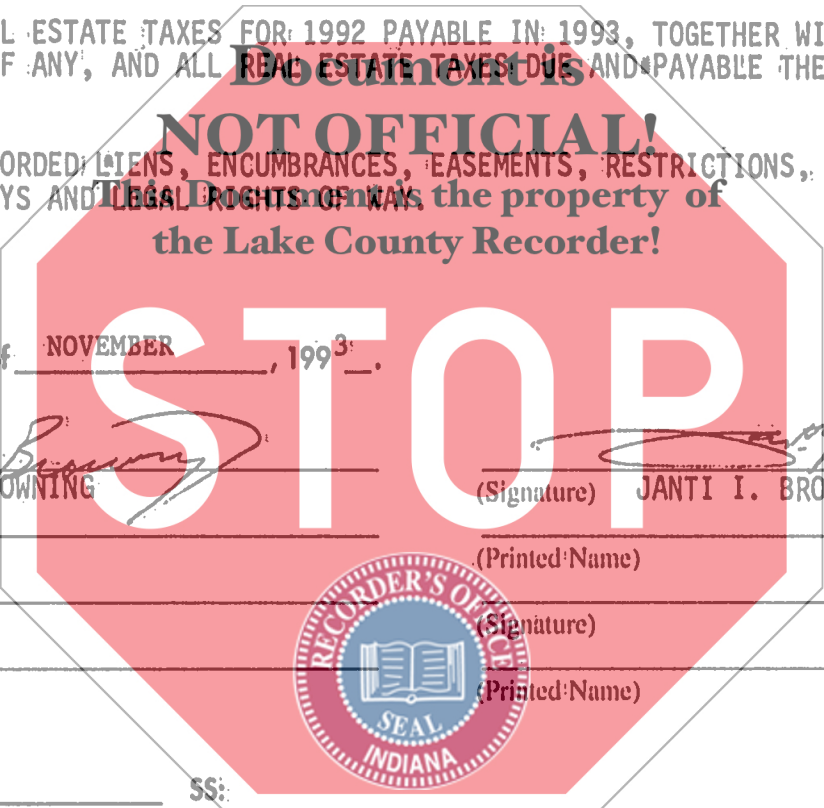 L ESTATE TAXES FOR 1992 PAYABLE IN 1993, TOGETHER WI
F ANY, AND ALL REAL ESTATE TAXES DUE AND PAYABLE THE
Document is
NOT OFFICIAL!
ORDED LIENS, ENCUMBRANCES, EASEMENTS, RESTRICTIONS,
YS AND LEGAL RIGHTS OF WAY.
This Document is the property of
the Lake County Recorder!
STOP
f NOVEMBER, 1993.
Browning
OWNING
(Signature) JANTI I. BRO
(Printed Name)
(Signature)
(Printed Name)
RECORDER'S OFFICE
SEAL
INDIANA
SS: